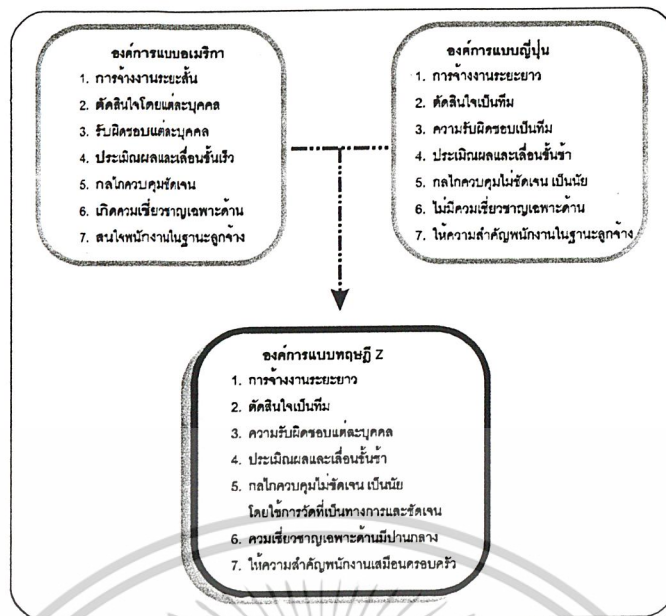 องค์การแบบอเมริกา
1. การจ้างงานระยะสั้น
2. ตัดสินใจโดยแต่ละบุคคล
3. รับผิดชอบแต่ละบุคคล
4. ประเมินผลและเลื่อนขั้นเร็ว
5. กลไกควบคุมชัดเจน
6. เกิดควมเชี่ยวชาญเฉพาะด้าน
7. สนใจพนักงานในฐานะลูกจ้าง
องค์การแบบญี่ปุ่น
1. การจ้างงานระยะยาว
2. ตัดสินใจเป็นทีม
3. ความรับผิดชอบเป็นทีม
4. ประเมินผลและเลื่อนขั้นช้า
5. กลไกควบคุมไม่ชัดเจน เป็นนัย
6. ไม่มีควมเชี่ยวชาญเฉพาะด้าน
7. ให้ความสำคัญพนักงานในฐานะลูกจ้าง
องค์การแบบทฤษฎี Z
1. การจ้างงานระยะยาว
2. ตัดสินใจเป็นทีม
3. ความรับผิดชอบแต่ละบุคคล
4. ประเมินผลและเลื่อนขั้นช้า
5. กลไกควบคุมไม่ชัดเจน เป็นนัย
โดยใช้การวัดที่เป็นทางการและชัดเจน
6. ควมเชี่ยวชาญเฉพาะด้านมีปานกลาง
7. ให้ความสำคัญพนักงานเสมือนครอบครัว